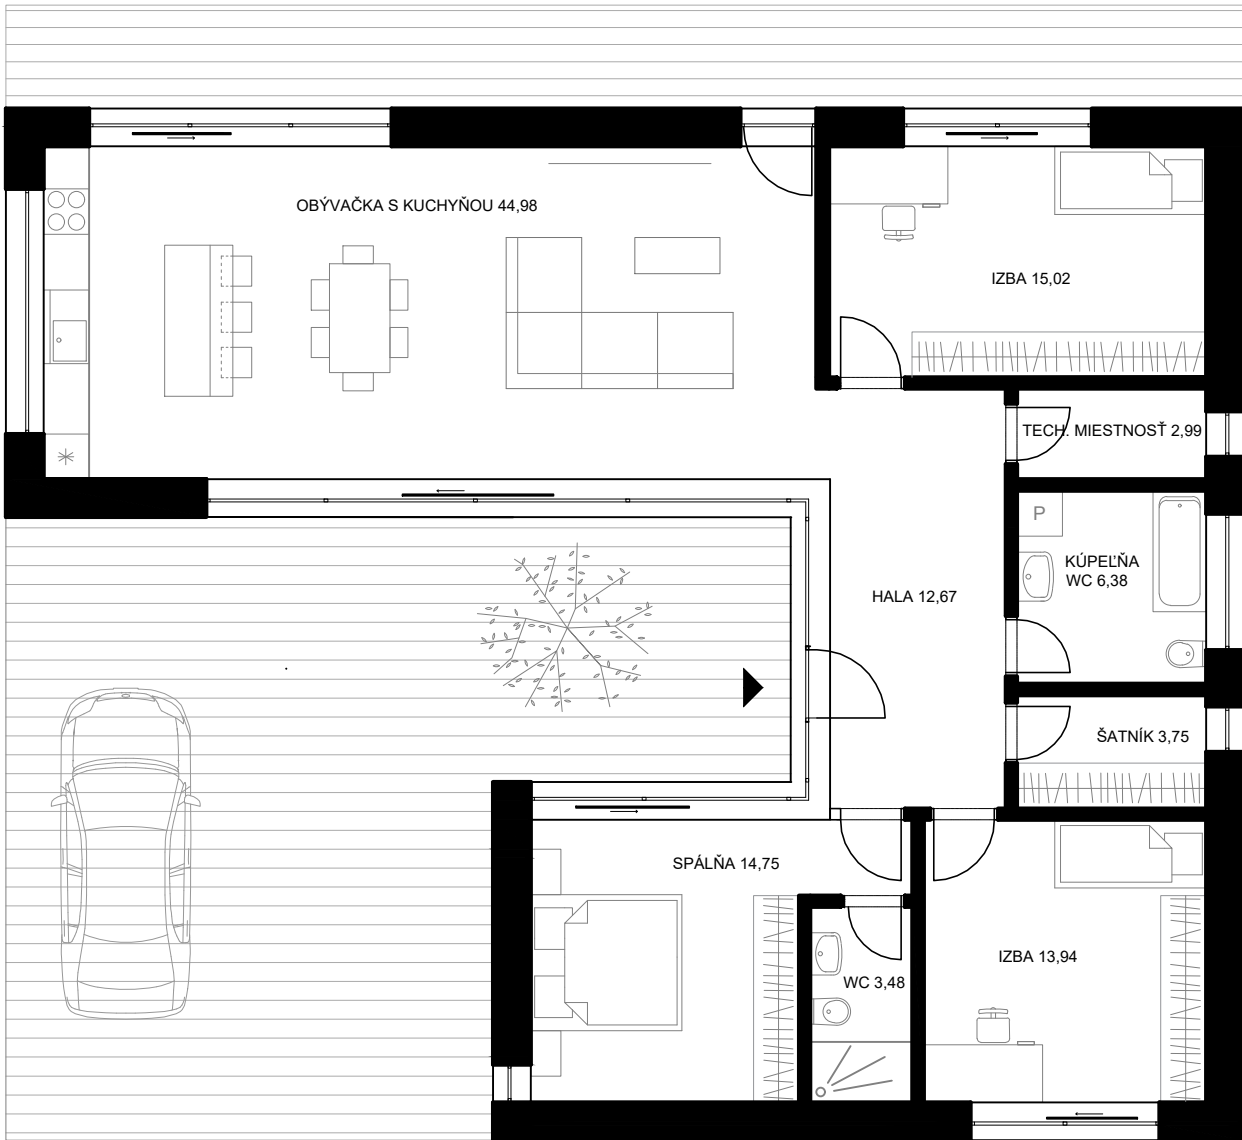 OBÝVAČKA S KUCHYŇOU 44,98
IZBA 15,02
TECH. MIESTNOSŤ 2,99
P
KÚPEĽŇA
WC 6,38
HALA 12,67
ŠATNÍK 3,75
SPÁLŇA 14,75
IZBA 13,94
WC 3,48